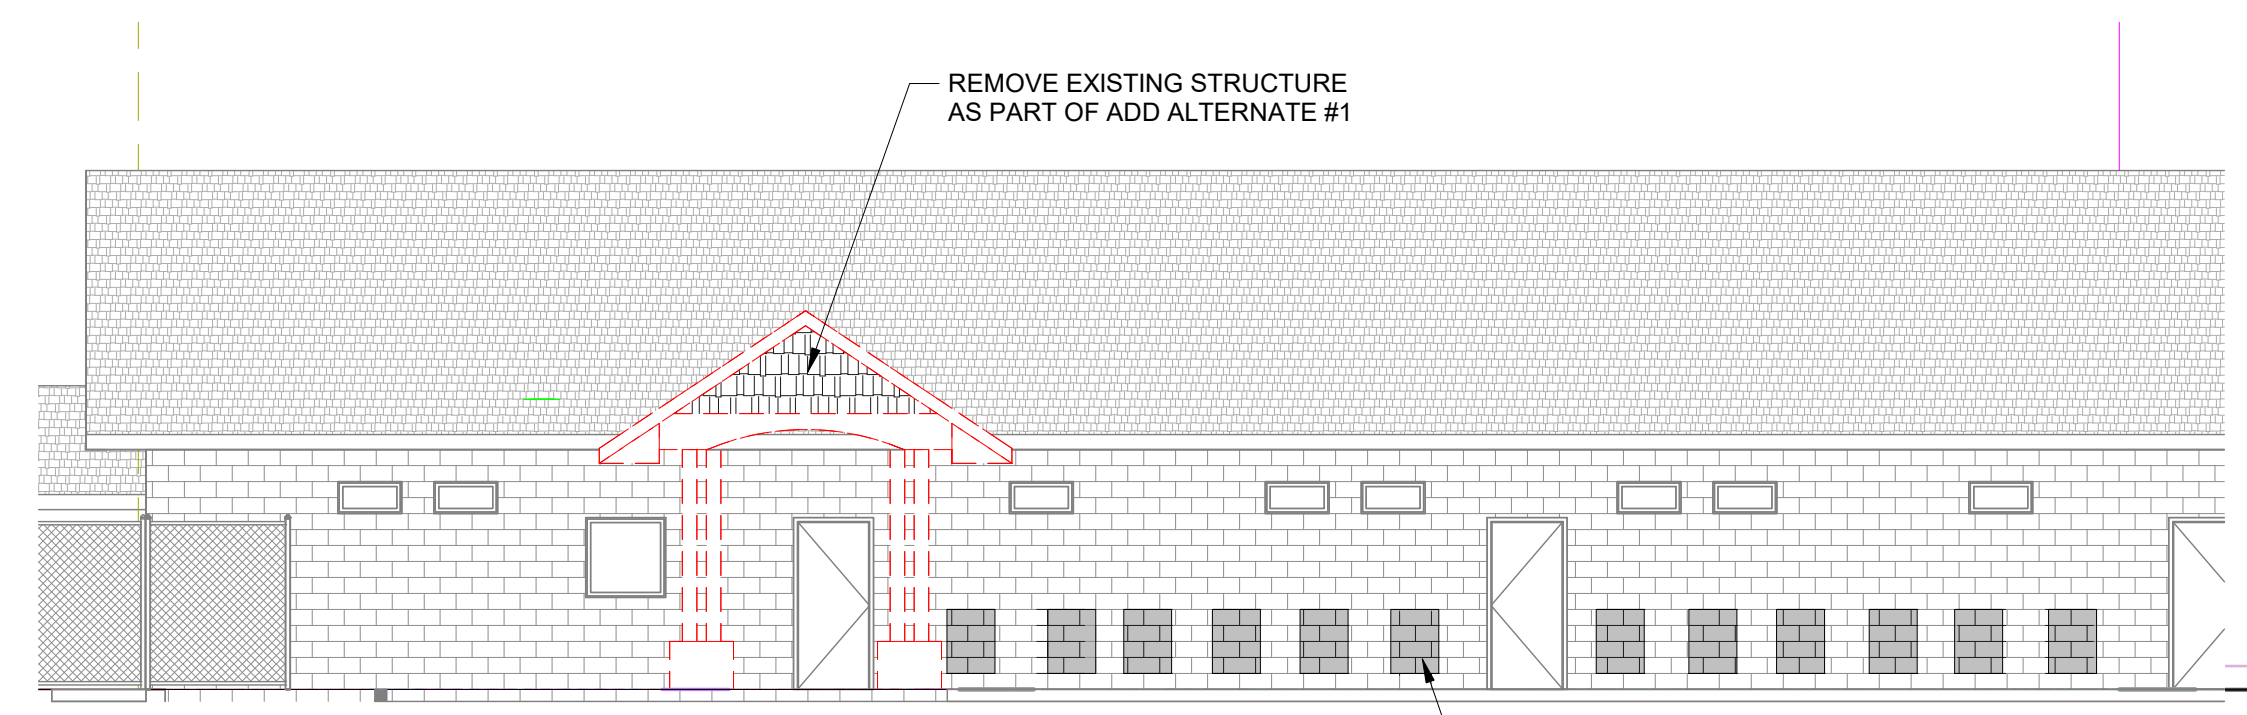 REMOVE EXISTING STRUCTURE
AS PART OF ADD ALTERNATE #1